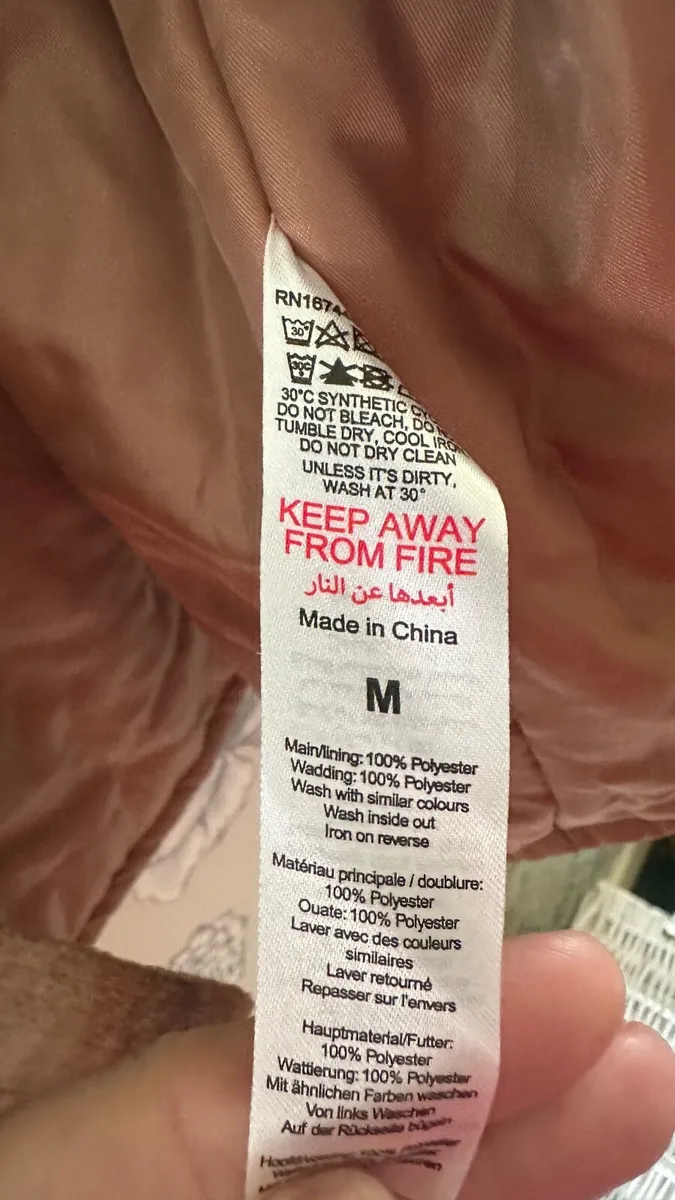 RN1674
30°
30°C
30°C SYNTHETIC
DO NOT BLEACH, DO
TUMBLE DRY, COOL IRO
DO NOT DRY CLEAN
UNLESS IT'S DIRTY,
WASH AT 30°
KEEP AWAY
FROM FIRE
أبعدها عن النار
Made in China
M
Main/lining: 100% Polyester
Wadding: 100% Polyester
Wash with similar colours
Wash inside out
Iron on reverse
Matériau principale / doublure:
100% Polyester
Ouate: 100% Polyester
Laver avec des couleurs
similaires
Laver retourné
Repasser sur l'envers
Hauptmaterial/Futter:
100% Polyester
Wattierung: 100% Polyester
Mit ähnlichen Farben waschen
Von links Waschen
Auf der Rückseite bügeln